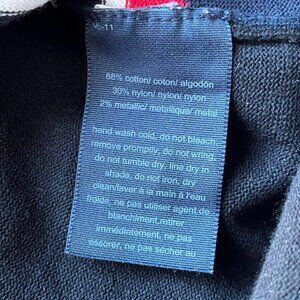 68% cotton/ coton/ algodón
30% nylon/ nylon/ nylon
2% metallic/ metallique/ metal
hand wash cold, do not bleach
remove promptly, do not wring,
do not tumble dry, line dry in
shade, do not iron, dry
clean/laver à la main à l'eau
froide, ne pas utiliser agent de
blanchiment,retirer
immédiatement, ne pas
essorer, ne pas sécher au